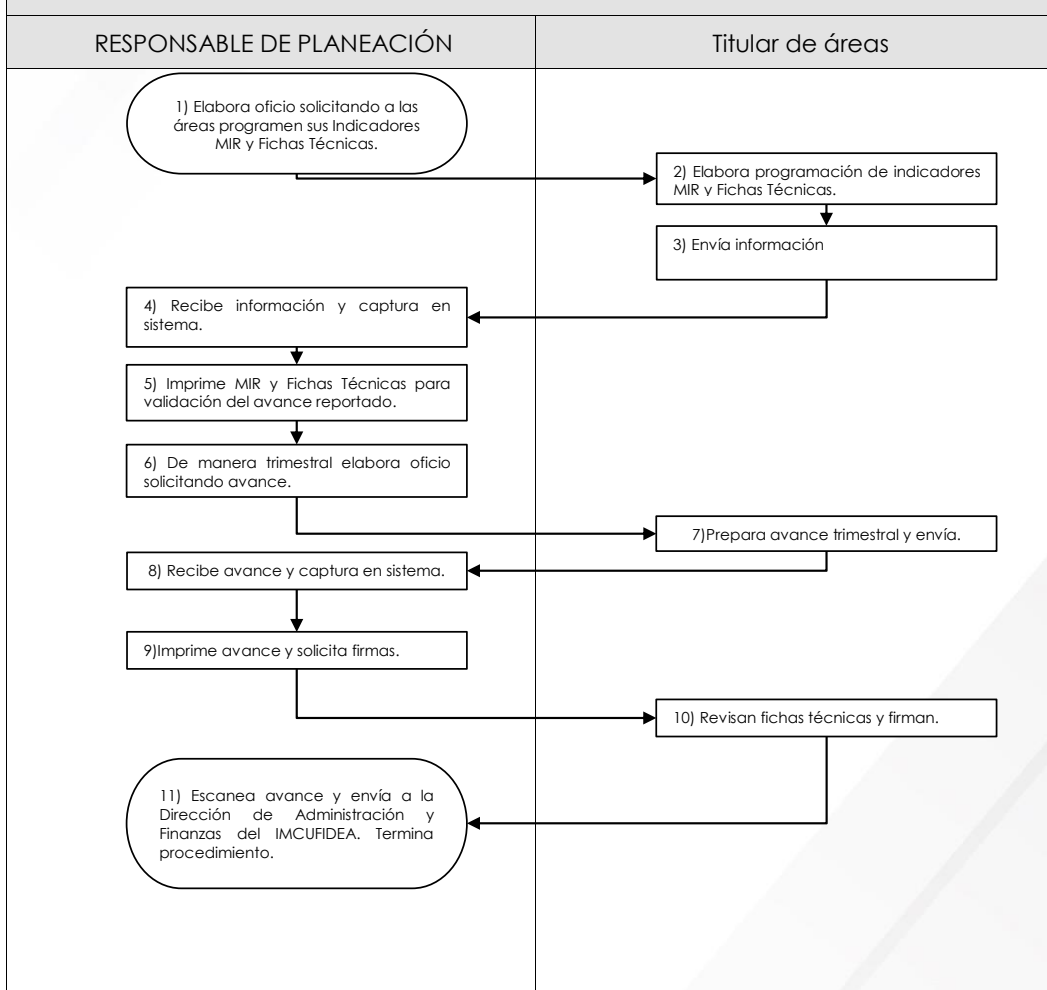 RESPONSABLE DE PLANEACIÓN
Titular de áreas
1) Elabora oficio solicitando a las
áreas programen sus Indicadores
MIR y Fichas Técnicas.
2) Elabora programación de indicadores
MIR y Fichas Técnicas.
3) Envía información
4) Recibe información y captura en
sistema.
5) Imprime MIR y Fichas Técnicas para
validación del avance reportado.
6) De manera trimestral elabora oficio
solicitando avance.
7)Prepara avance trimestral y envía.
8) Recibe avance y captura en sistema.
9)Imprime avance y solicita firmas.
10) Revisan fichas técnicas y firman.
11) Escanea avance y envía a la
Dirección de Administración y
Finanzas del IMCUFIDEA. Termina
procedimiento.